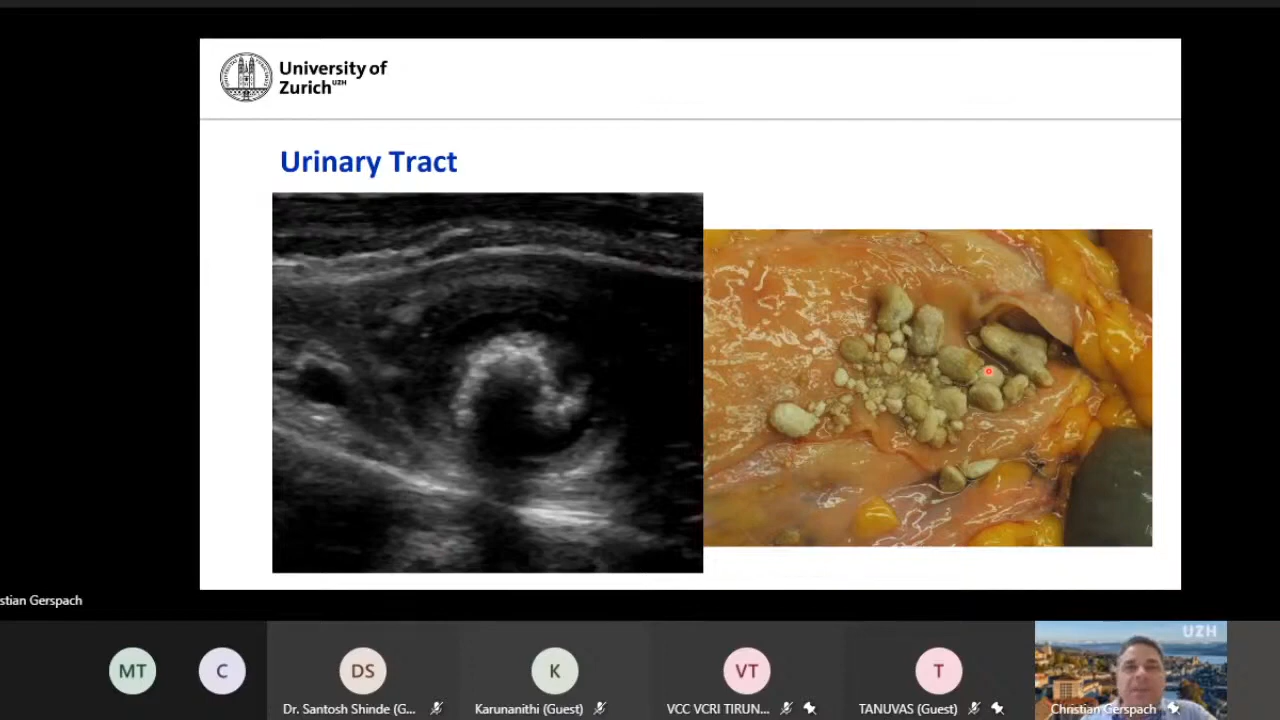 University of
Zurich UZH
Urinary Tract
stian Gerspach
MT
C
DS
K
VT
T
UZH
Dr. Santosh Shinde (G...
Karunanithi (Guest)
VCC VCRI TIRUN...
TANUVAS (Guest)
Christian Gerspach